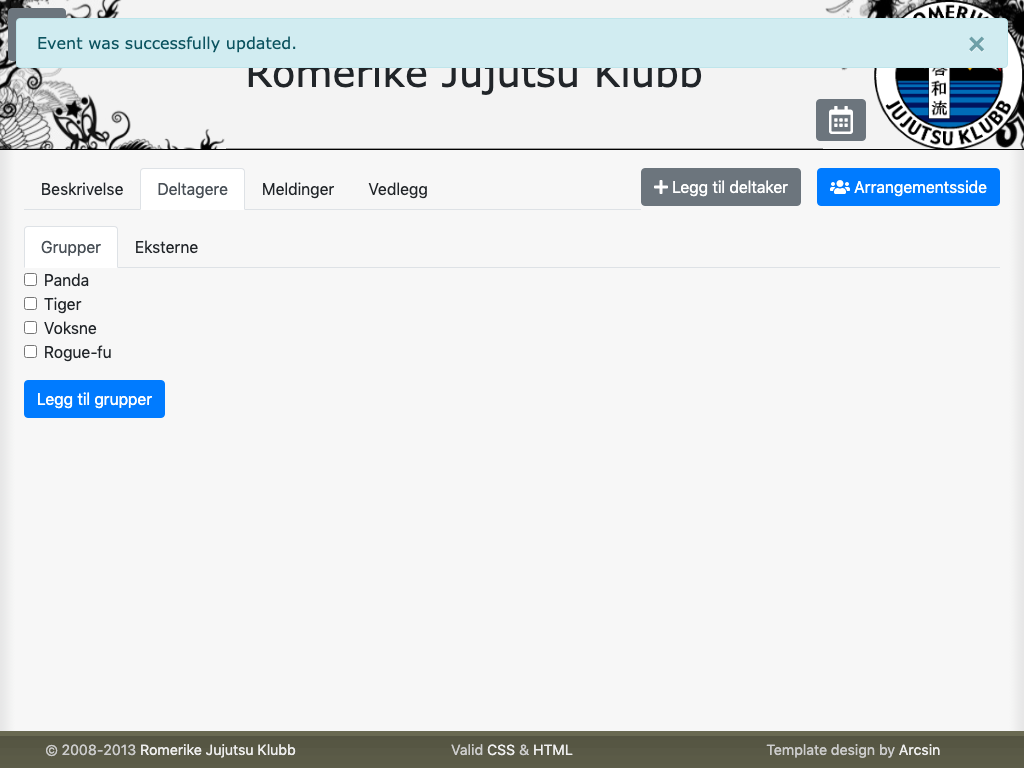 Event was successfully updated.
×
Romerike Jujutsu Klubb
和
流
JUJUTSU KLUBB
Beskrivelse
Deltagere
Meldinger
Vedlegg
Legg til deltaker
Arrangementsside
Grupper
Eksterne
Panda
Tiger
Voksne
Rogue-fu
Legg til grupper
© 2008-2013 Romerike Jujutsu Klubb
Valid CSS & HTML
Template design by Arcsin